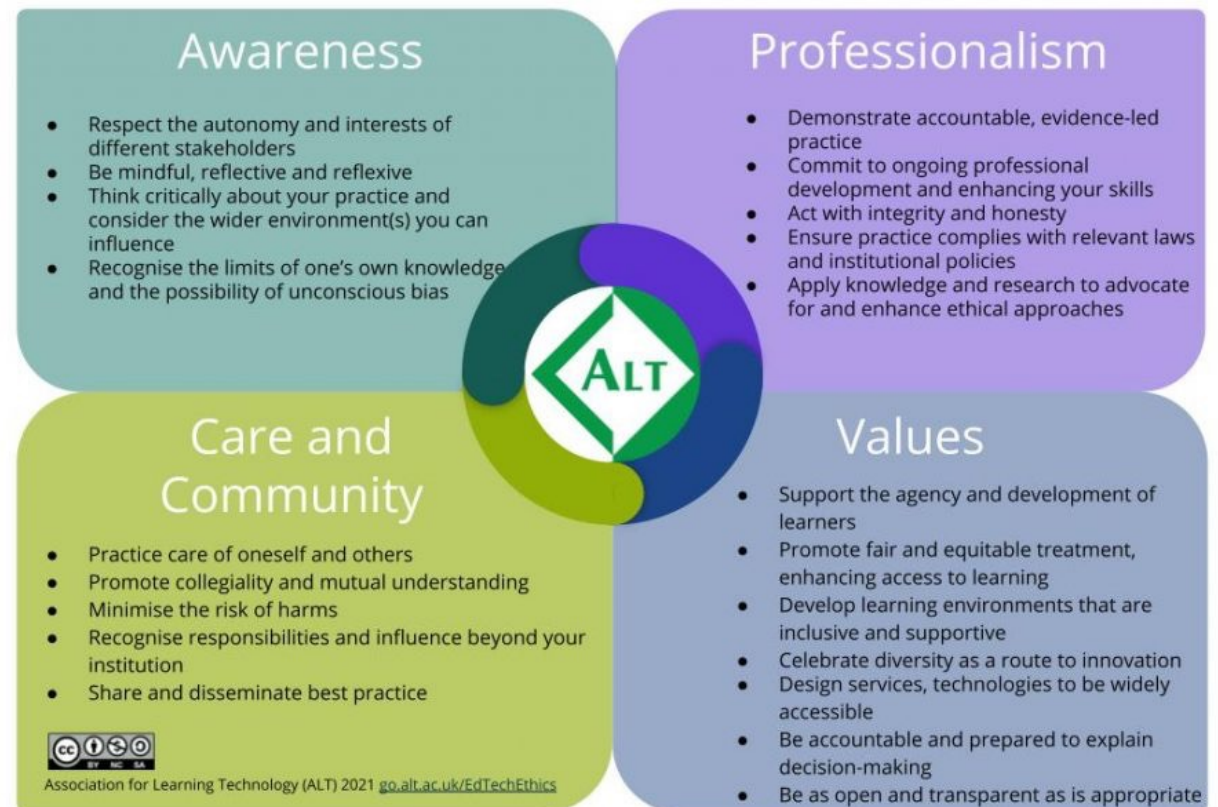 Awareness
● Respect the autonomy and interests of
different stakeholders
● Be mindful, reflective and reflexive
● Think critically about your practice and
consider the wider environment(s) you can
influence
● Recognise the limits of one's own knowledge
and the possibility of unconscious bias
Professionalism
● Demonstrate accountable, evidence-led
practice
● Commit to ongoing professional
development and enhancing your skills
● Act with integrity and honesty
● Ensure practice complies with relevant laws
and institutional policies
● Apply knowledge and research to advocate
for and enhance ethical approaches
ALT
Care and
Community
● Practice care of oneself and others
● Promote collegiality and mutual understanding
● Minimise the risk of harms
● Recognise responsibilities and influence beyond your
institution
● Share and disseminate best practice
cc
BY NC SA
Association for Learning Technology (ALT) 2021 go.alt.ac.uk/EdTechEthics
Values
● Support the agency and development of
learners
● Promote fair and equitable treatment,
enhancing access to learning
● Develop learning environments that are
inclusive and supportive
● Celebrate diversity as a route to innovation
● Design services, technologies to be widely
accessible
● Be accountable and prepared to explain
decision-making
● Be as open and transparent as is appropriate